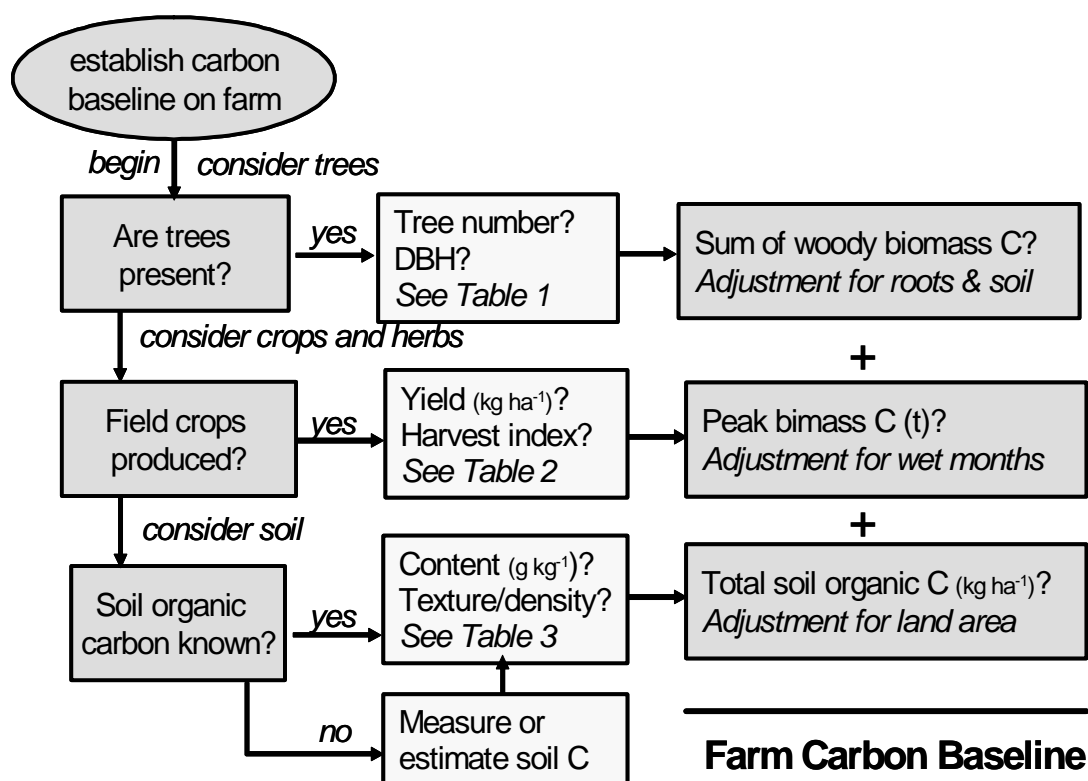 establish carbon
baseline on farm
begin
consider trees
Are trees
present?
yes
Tree number?
DBH?
See Table 1
Sum of woody biomass C?
Adjustment for roots & soil
consider crops and herbs
+
Field crops
produced?
yes
Yield (kg ha⁻¹)?
Harvest index?
See Table 2
Peak bimass C (t)?
Adjustment for wet months
consider soil
+
Soil organic
carbon known?
yes
Content (g kg⁻¹)?
Texture/density?
See Table 3
Total soil organic C (kg ha⁻¹)?
Adjustment for land area
no
Measure or
estimate soil C
Farm Carbon Baseline